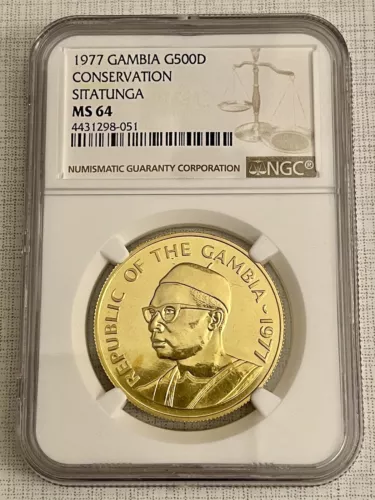 1977 GAMBIA G500D
CONSERVATION
SITATUNGA
MS 64
4431298-051
NUMISMATIC GUARANTY CORPORATION
NGC®
REPUBLIC OF THE GAMBIA · 1977